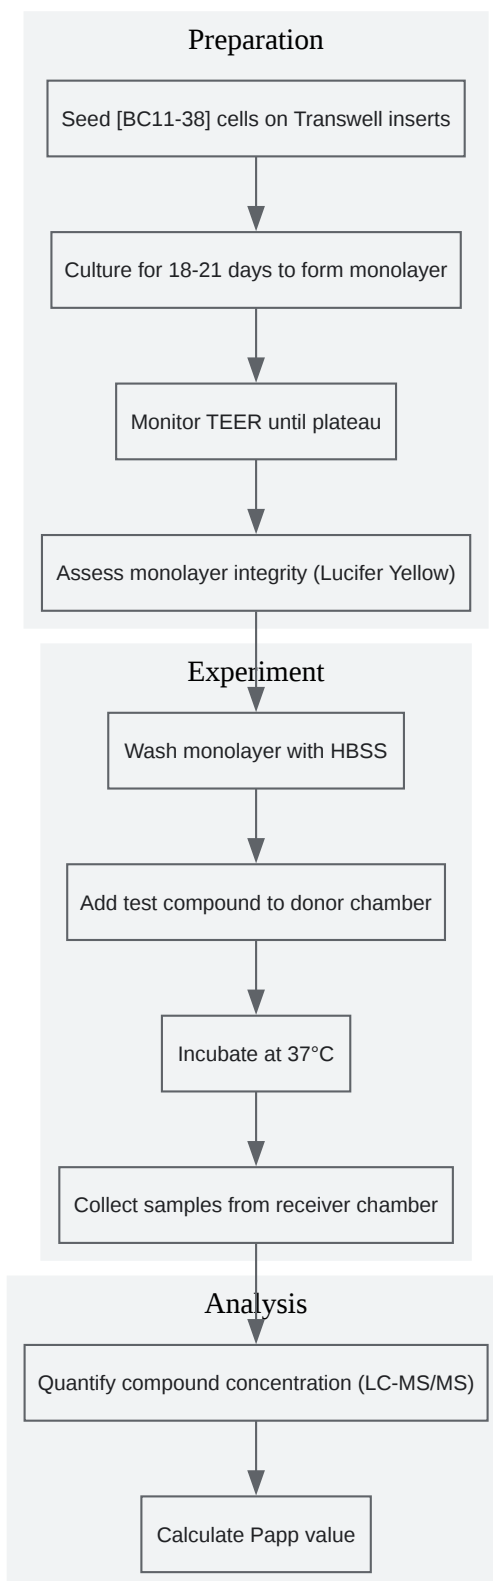 Preparation
Seed [BC11-38] cells on Transwell inserts
Culture for 18-21 days to form monolayer
Monitor TEER until plateau
Assess monolayer integrity (Lucifer Yellow)
Experiment
Wash monolayer with HBSS
Add test compound to donor chamber
Incubate at 37°C
Collect samples from receiver chamber
Analysis
Quantify compound concentration (LC-MS/MS)
Calculate Papp value